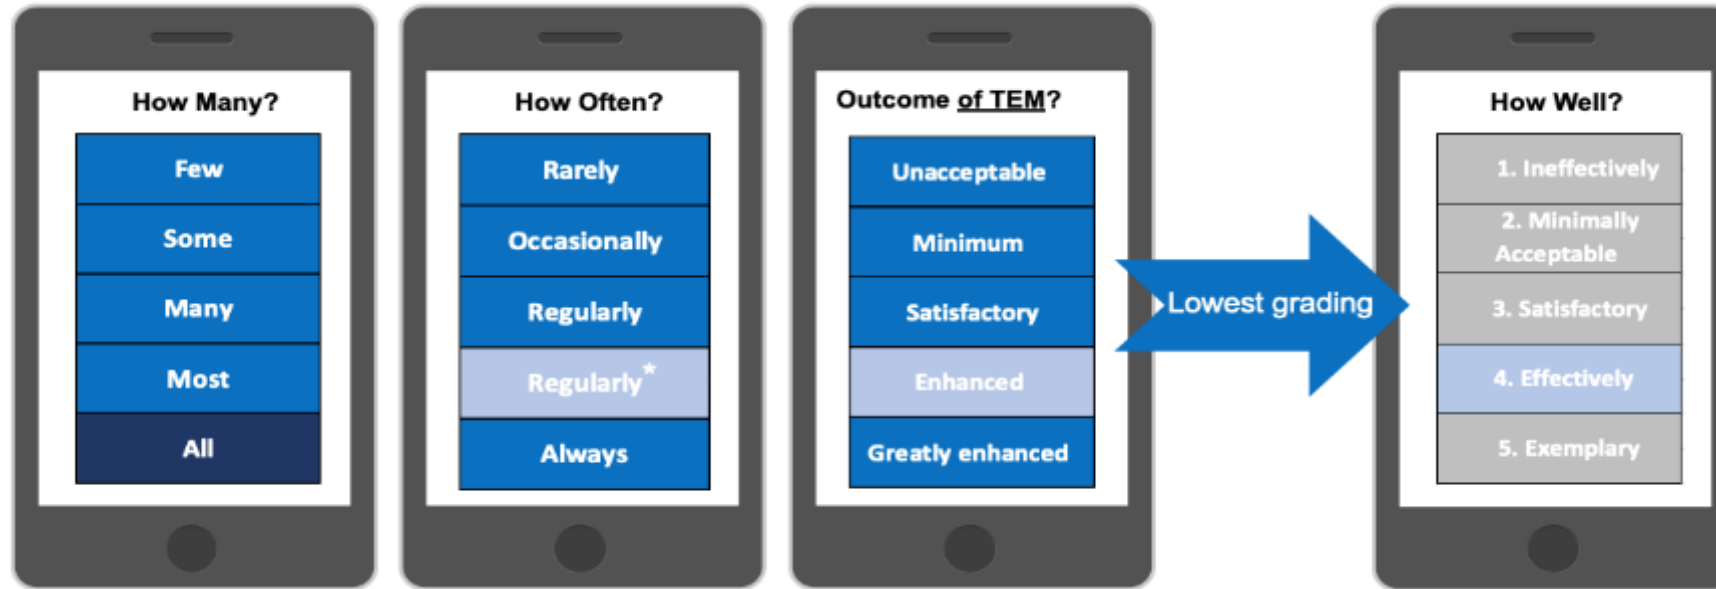 How Many?
Few
Some
Many
Most
All
How Often?
Rarely
Occasionally
Regularly
Regularly*
Always
Outcome of TEM?
Unacceptable
Minimum
Satisfactory
Enhanced
Greatly enhanced
Lowest grading
How Well?
1. Ineffectively
2. Minimally
Acceptable
3. Satisfactory
4. Effectively
5. Exemplary